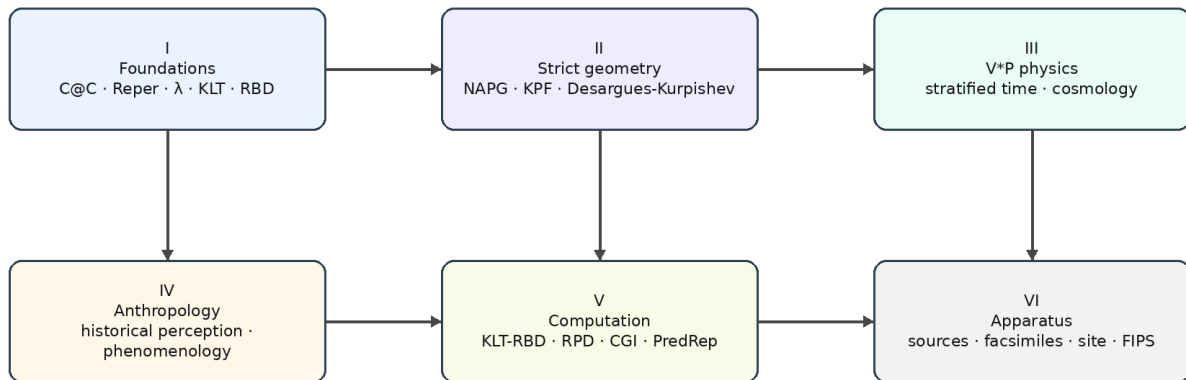 I
Foundations
C@C · Reper · λ · KLT · RBD
II
Strict geometry
NAPG · KPF · Desargues-Kurpishev
III
V*P physics
stratified time · cosmology
IV
Anthropology
historical perception ·
phenomenology
V
Computation
KLT-RBD · RPD · CGI · PredRep
VI
Apparatus
sources · facsimiles · site · FIPS